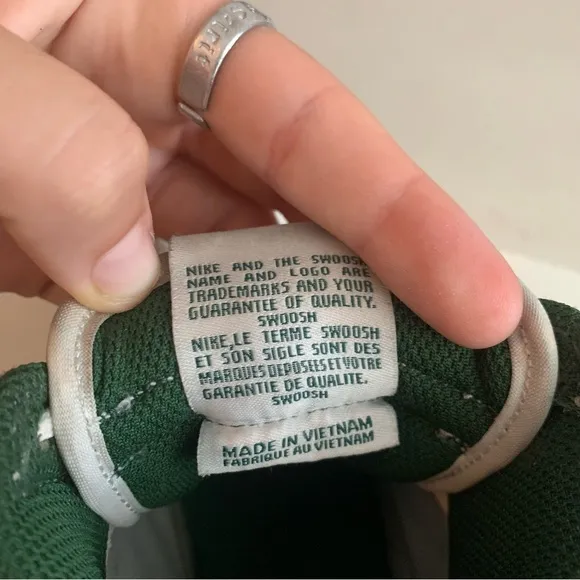 NIKE AND THE SWOOSH
NAME AND LOGO ARE
TRADEMARKS AND YOUR
GUARANTEE OF QUALITY.
SWOOSH
NIKE,LE TERME SWOOSH
ET SON SIGLE SONT DES
MARQUES DEPOSEES ET VOTRE
GARANTIE DE QUALITE.
SWOOSH
MADE IN VIETNAM
FABRIQUE AU VIETNAM